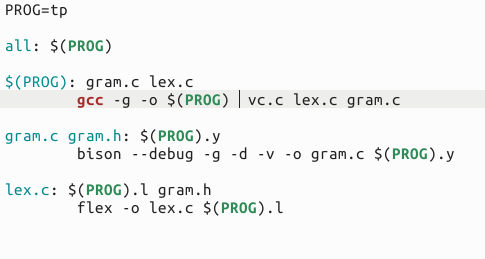 PROG=tp
all: $(PROG)
$(PROG): gram.c lex.c
gcc -g -o $(PROG) vc.c lex.c gram.c
gram.c gram.h: $(PROG).y
bison --debug -g -d -v -o gram.c $(PROG).y
lex.c: $(PROG).l gram.h
flex -o lex.c $(PROG).l